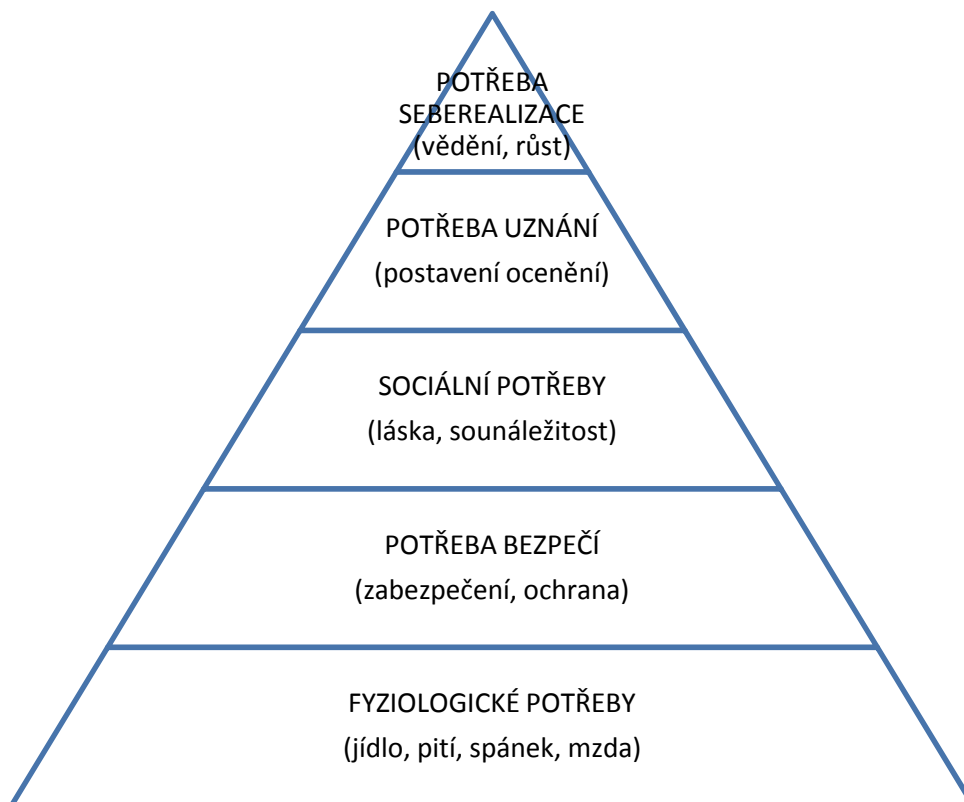 POTŘEBA
SEBEREALIZACE
(vědění, růst)
POTŘEBA UZNÁNÍ
(postavení ocenění)
SOCIÁLNÍ POTŘEBY
(láska, sounáležitost)
POTŘEBA BEZPEČÍ
(zabezpečení, ochrana)
FYZIOLOGICKÉ POTŘEBY
(jídlo, pití, spánek, mzda)